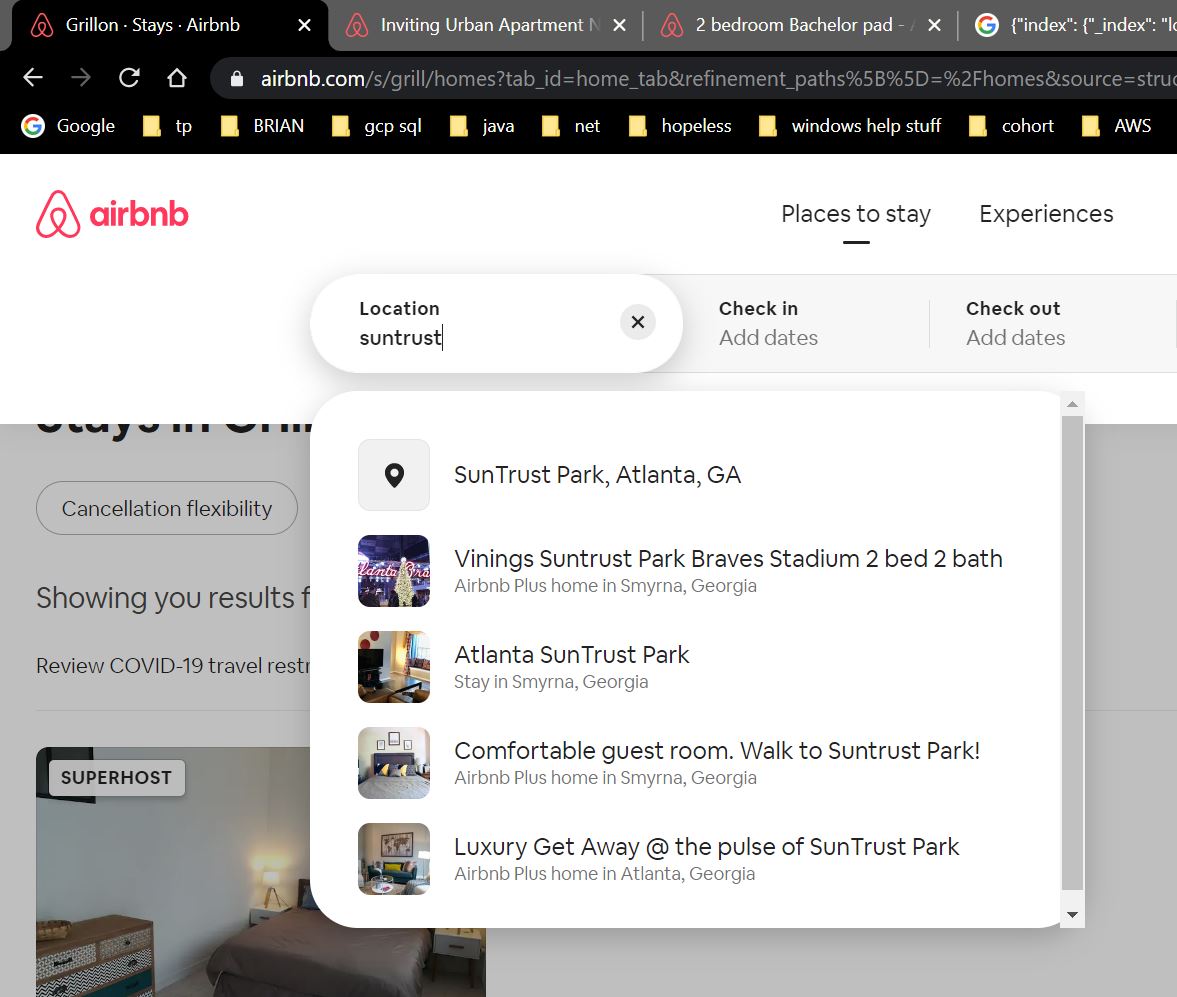 Grillon · Stays · Airbnb
Inviting Urban Apartment N
2 bedroom Bachelor pad - A
{"index": {"_index": "lo
airbnb.com/s/grill/homes?tab_id=home_tab&refinement_paths%5B%5D=%2Fhomes&source=struc
Google tp BRIAN gcp sql java net hopeless windows help stuff cohort AWS
airbnb
Places to stay Experiences
Location
suntrust
Check in
Add dates
Check out
Add dates
Stays in Gril
Cancellation flexibility
Showing you results f
Review COVID-19 travel restr
SUPERHOST
SunTrust Park, Atlanta, GA
Vinings Suntrust Park Braves Stadium 2 bed 2 bath
Airbnb Plus home in Smyrna, Georgia
Atlanta SunTrust Park
Stay in Smyrna, Georgia
Comfortable guest room. Walk to Suntrust Park!
Airbnb Plus home in Smyrna, Georgia
Luxury Get Away @ the pulse of SunTrust Park
Airbnb Plus home in Atlanta, Georgia